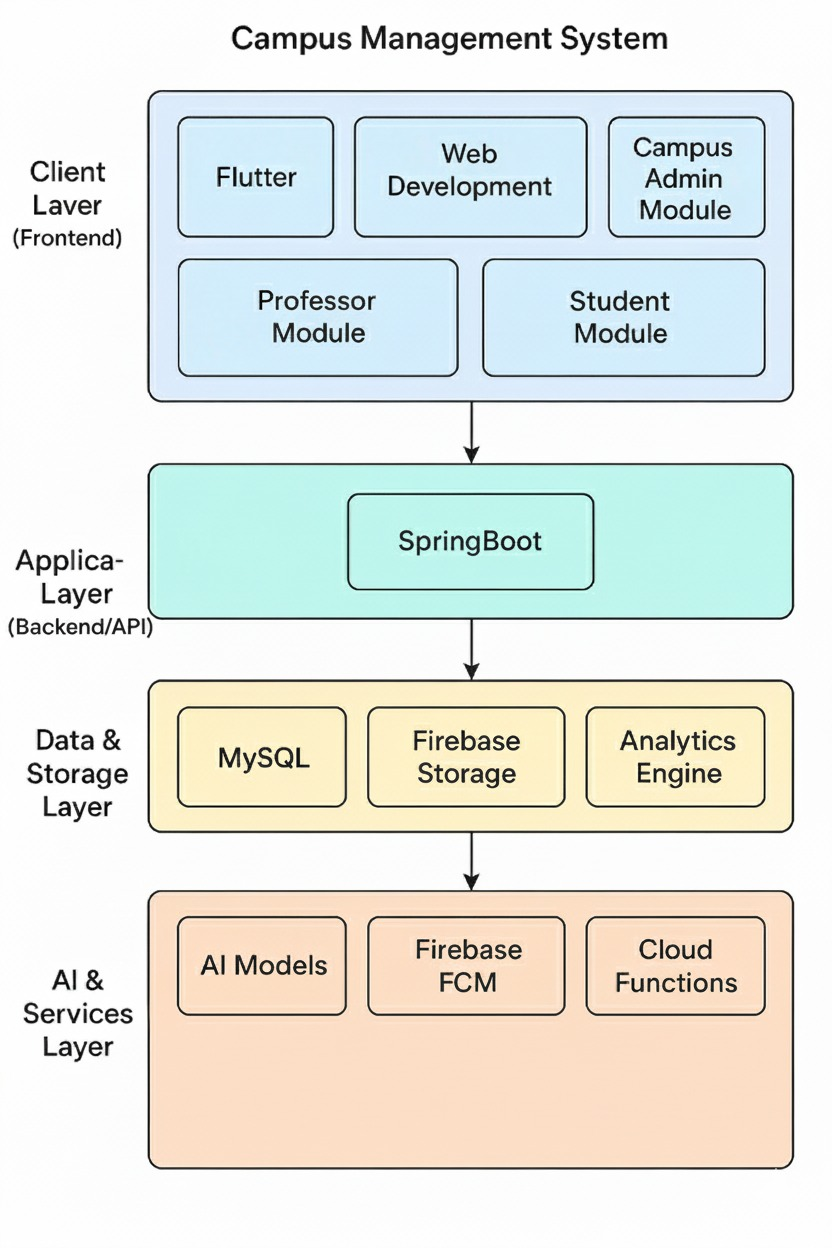 Campus Management System
Client
Laver
(Frontend)
Flutter
Web
Development
Campus
Admin
Module
Professor
Module
Student
Module
Applica-
Layer
(Backend/API)
SpringBoot
Data &
Storage
Layer
MySQL
Firebase
Storage
Analytics
Engine
AI &
Services
Layer
AI Models
Firebase
FCM
Cloud
Functions